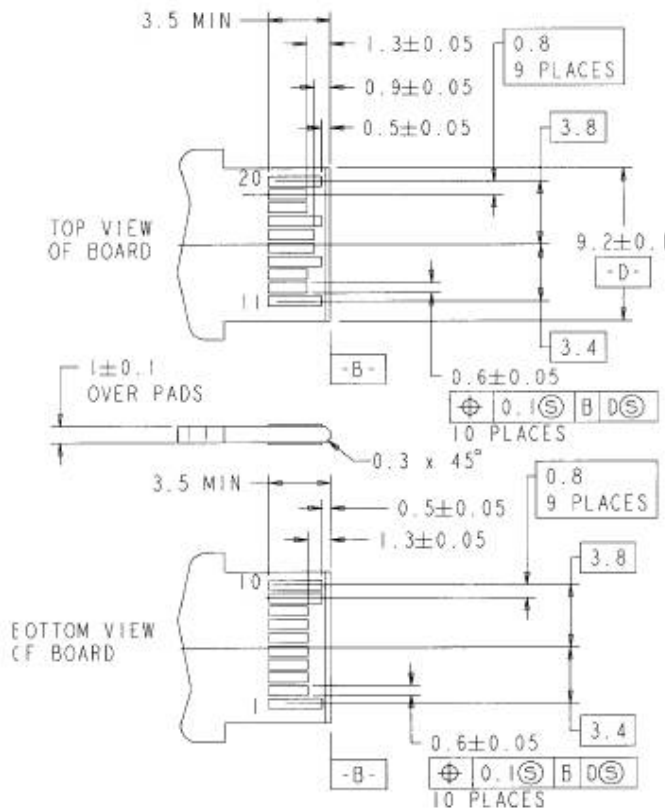 3.5 MIN
1.3±0.05
0.8
9 PLACES
0.9±0.05
0.5±0.05
3.8
20
TOP VIEW
OF BOARD
9.2±0.1
-D-
11
3.4
-B-
1±0.1
OVER PADS
0.6±0.05
⌖ 0.1Ⓢ B DⓈ
10 PLACES
0.3 x 45°
3.5 MIN
0.8
9 PLACES
0.5±0.05
1.3±0.05
3.8
10
BOTTOM VIEW
OF BOARD
1
3.4
0.6±0.05
-B-
⌖ 0.1Ⓢ B DⓈ
10 PLACES